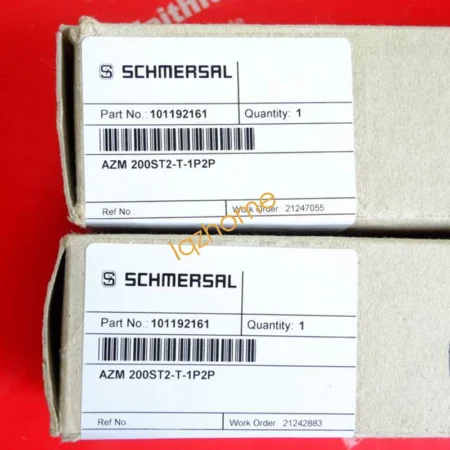 SCHMERSAL
Part No.: 101192161 Quantity: 1
AZM 200ST2-T-1P2P
Ref No. Work Order: 21247055
lqzhome
SCHMERSAL
Part No.: 101192161 Quantity: 1
AZM 200ST2-T-1P2P
Ref No. Work Order: 21242883